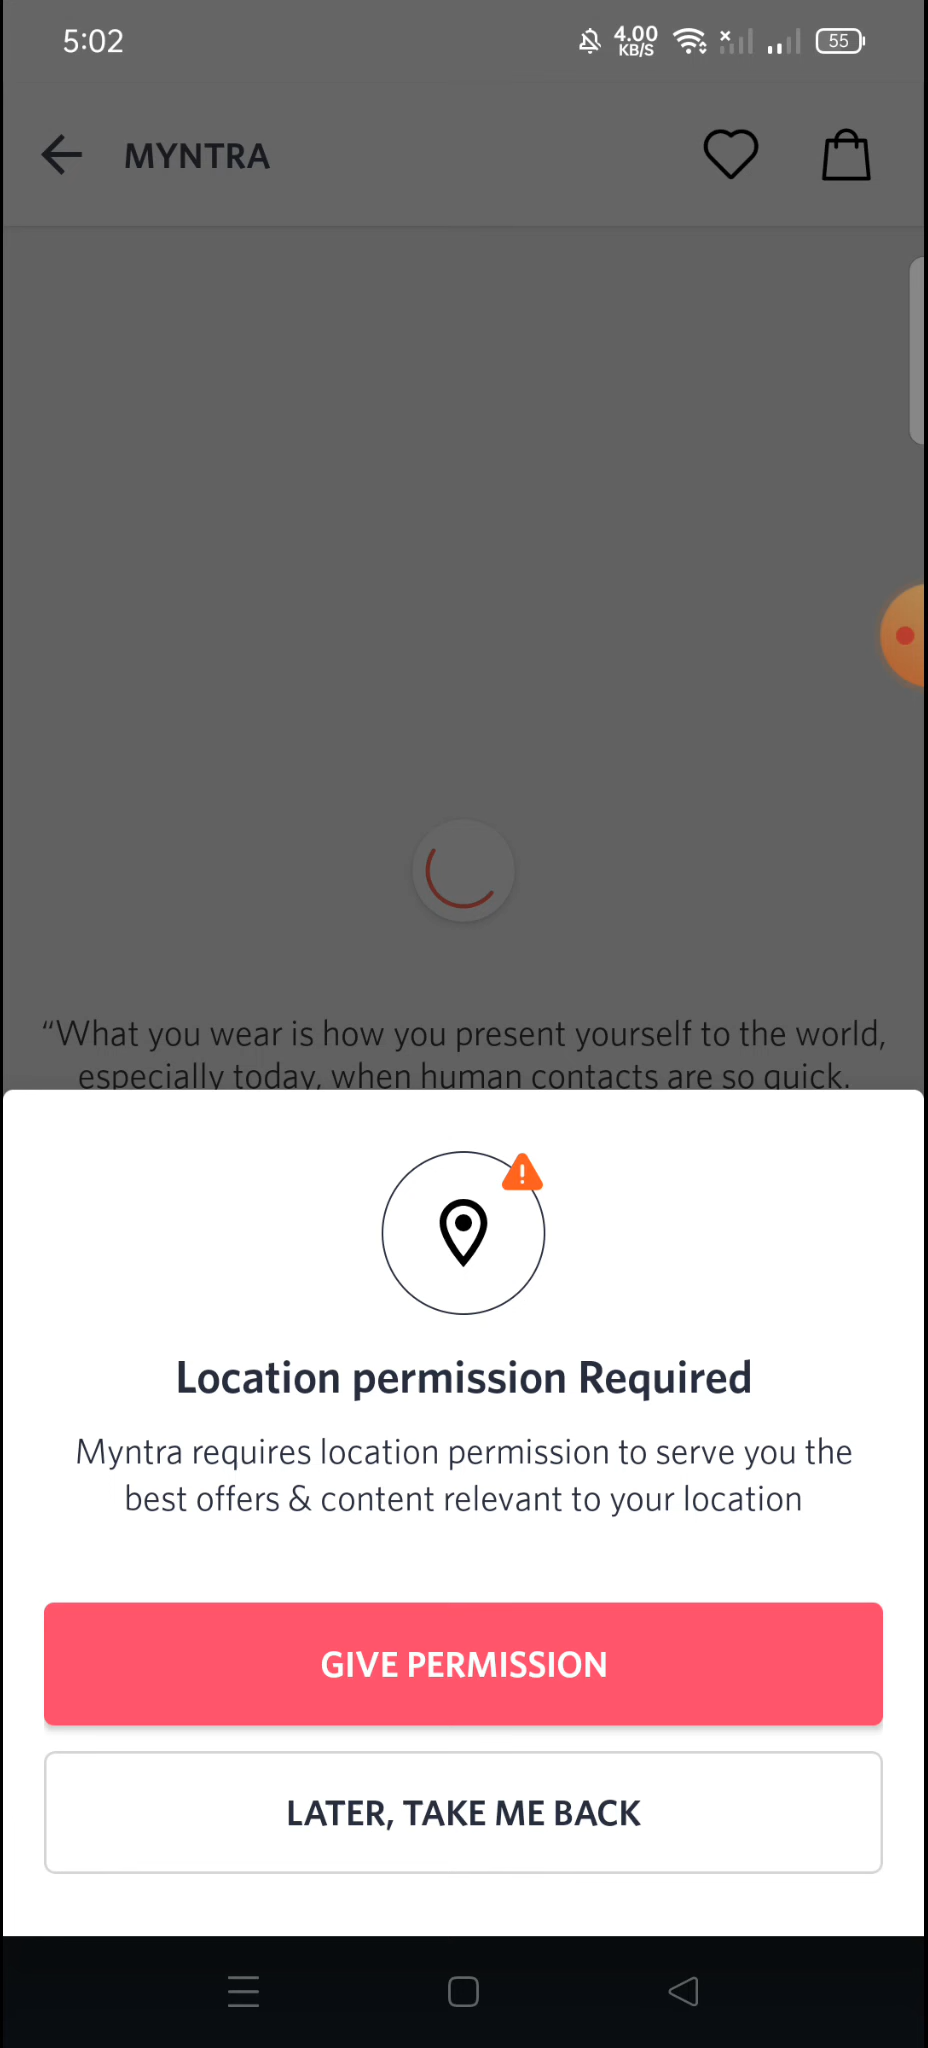 5:02
4.00
KB/S
55
MYNTRA
“What you wear is how you present yourself to the world,
especially today, when human contacts are so quick.
Location permission Required
Myntra requires location permission to serve you the
best offers & content relevant to your location
GIVE PERMISSION
LATER, TAKE ME BACK